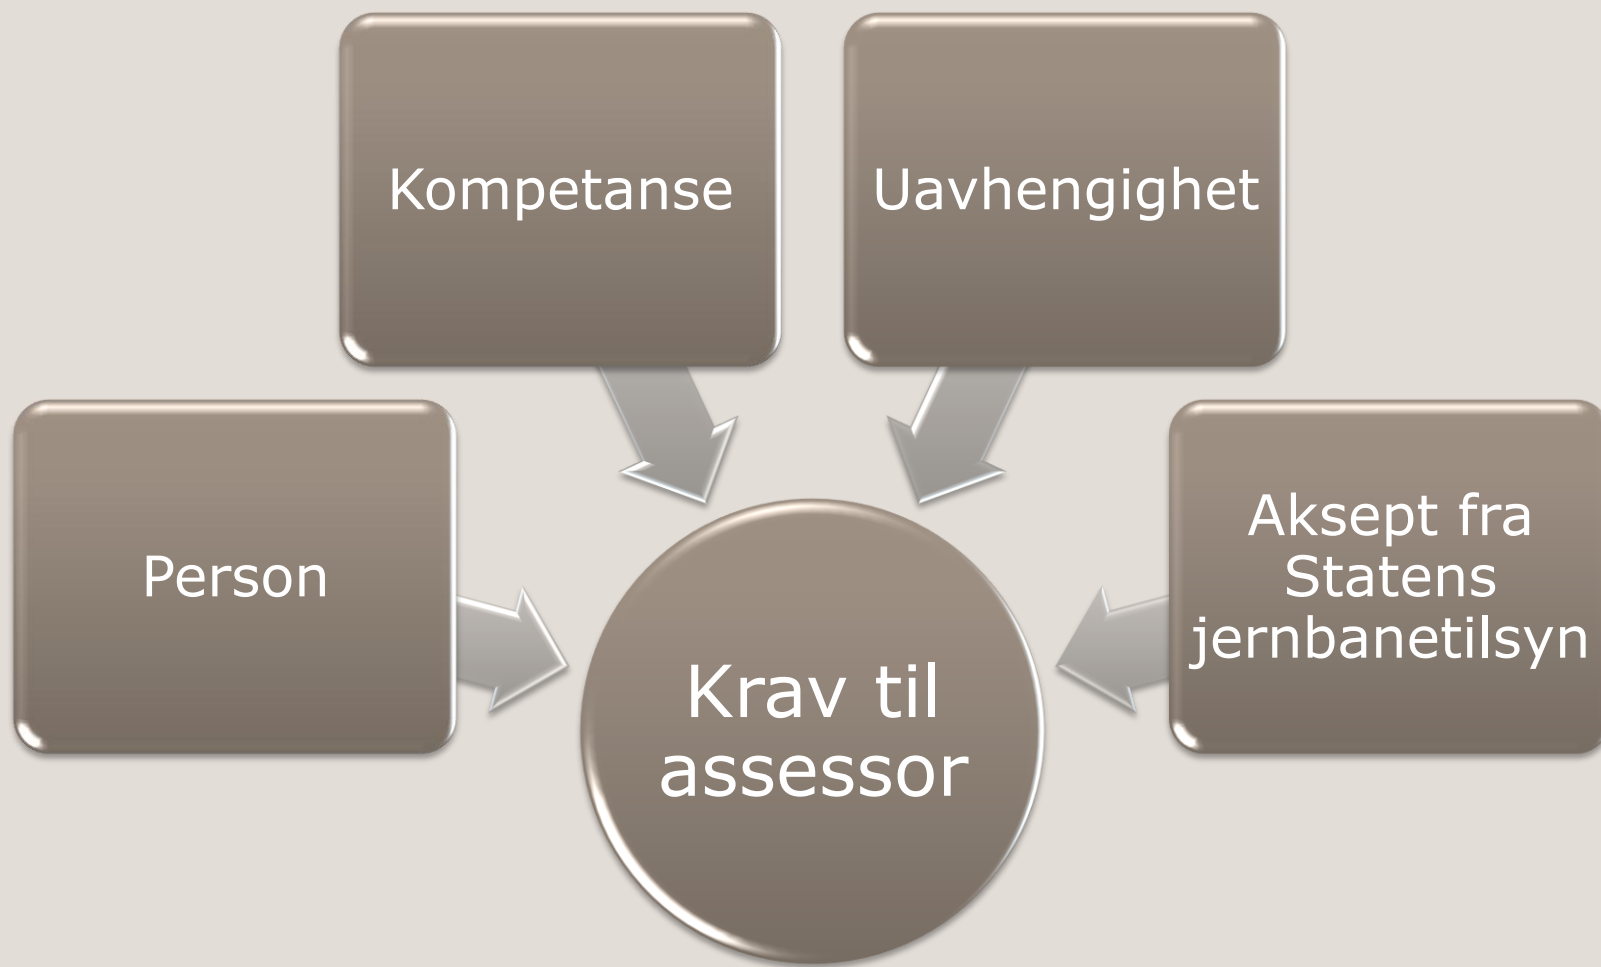 Kompetanse
Uavhengighet
Person
Aksept fra
Statens
jernbanetilsyn
Krav til
assessor